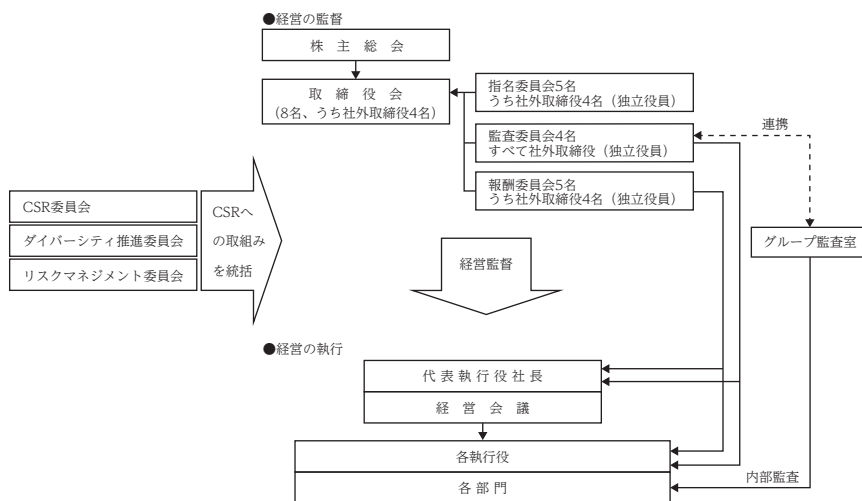 ●経営の監督
株主総会
取締役会
(8名、うち社外取締役4名)
指名委員会5名
うち社外取締役4名(独立役員)
監査委員会4名
すべて社外取締役(独立役員)
報酬委員会5名
うち社外取締役4名(独立役員)
連携
グループ監査室
CSR委員会
ダイバーシティ推進委員会
リスクマネジメント委員会
CSRへ
の取組み
を統括
経営監督
●経営の執行
代表執行役社長
経営会議
各執行役
各部門
内部監査